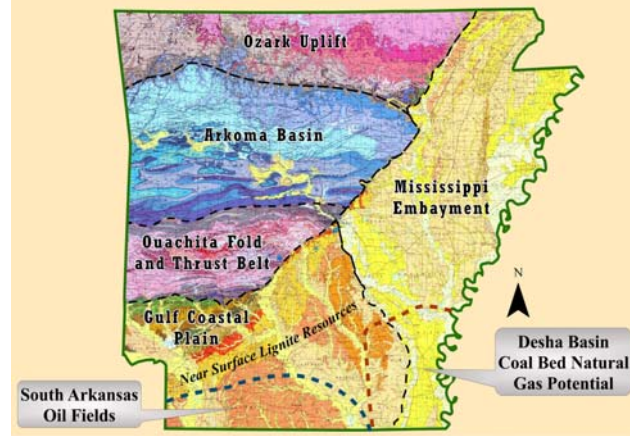 Ozark Uplift
Arkoma Basin
Mississippi
Embayment
Ouachita Fold
and Thrust Belt
N
Gulf Coastal
Plain
Near Surface Lignite Resources
Desha Basin
Coal Bed Natural
Gas Potential
South Arkansas
Oil Fields